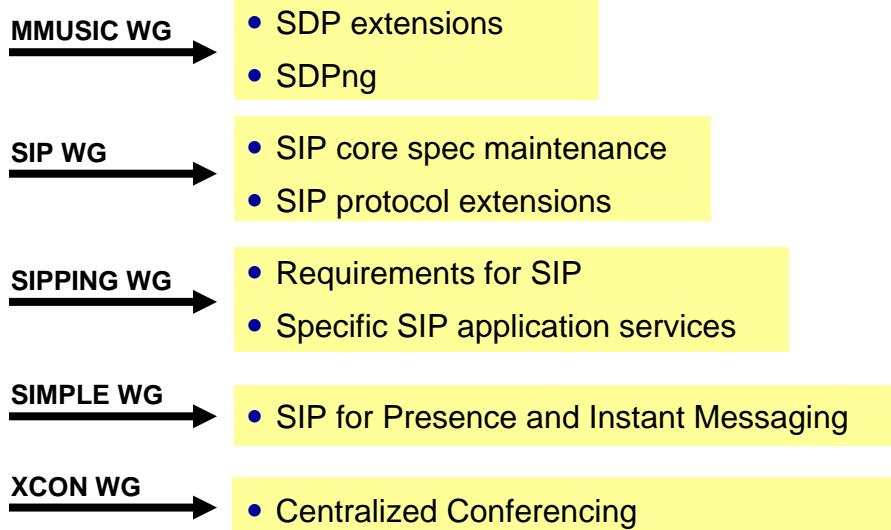 MMUSIC WG
• SDP extensions
• SDPng
SIP WG
• SIP core spec maintenance
• SIP protocol extensions
SIPPING WG
• Requirements for SIP
• Specific SIP application services
SIMPLE WG
• SIP for Presence and Instant Messaging
XCON WG
• Centralized Conferencing